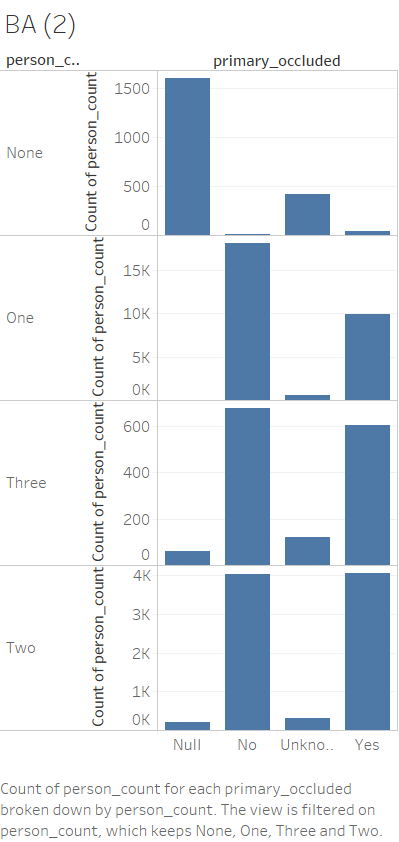 BA (2)
person_c..
primary_occluded
None
Count of person_count
1500
1000
500
0
One
Count of person_count
15K
10K
5K
0K
Three
Count of person_count
600
400
200
0
Two
Count of person_count
4K
3K
2K
1K
0K
Null No Unkno.. Yes
Count of person_count for each primary_occluded
broken down by person_count. The view is filtered on
person_count, which keeps None, One, Three and Two.